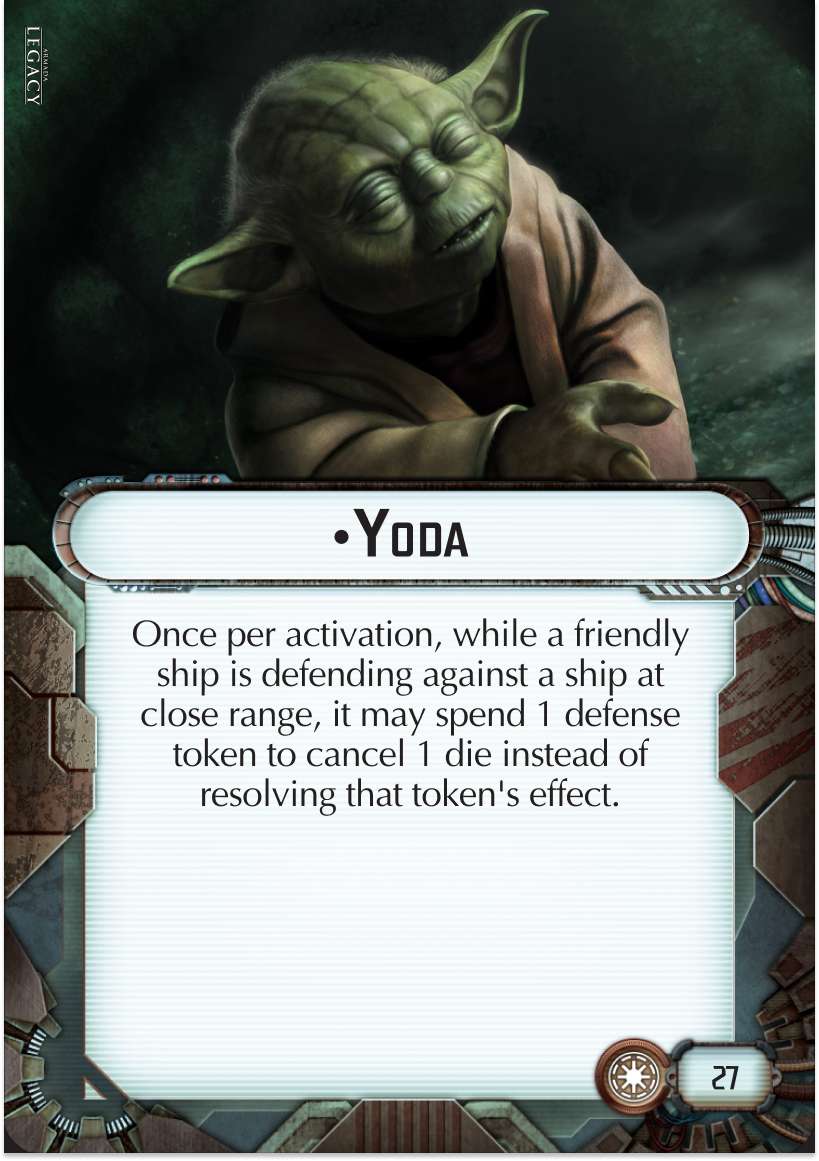 ARMADA
LEGACY
•Yoda
Once per activation, while a friendly
ship is defending against a ship at
close range, it may spend 1 defense
token to cancel 1 die instead of
resolving that token's effect.
27